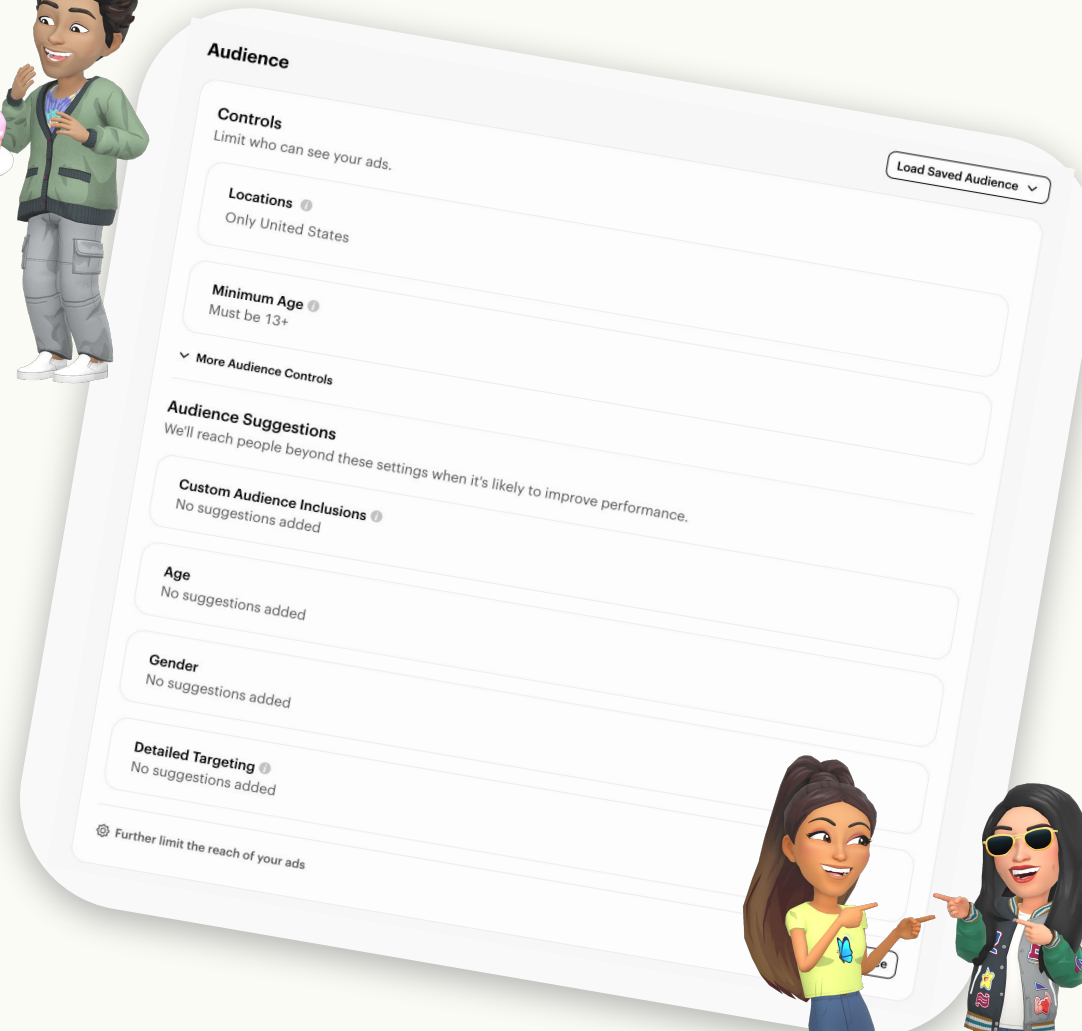 Audience
Controls
Limit who can see your ads.
Load Saved Audience
Locations
Only United States
Minimum Age
Must be 13+
More Audience Controls
Audience Suggestions
We'll reach people beyond these settings when it's likely to improve performance.
Custom Audience Inclusions
No suggestions added
Age
No suggestions added
Gender
No suggestions added
Detailed Targeting
No suggestions added
Further limit the reach of your ads